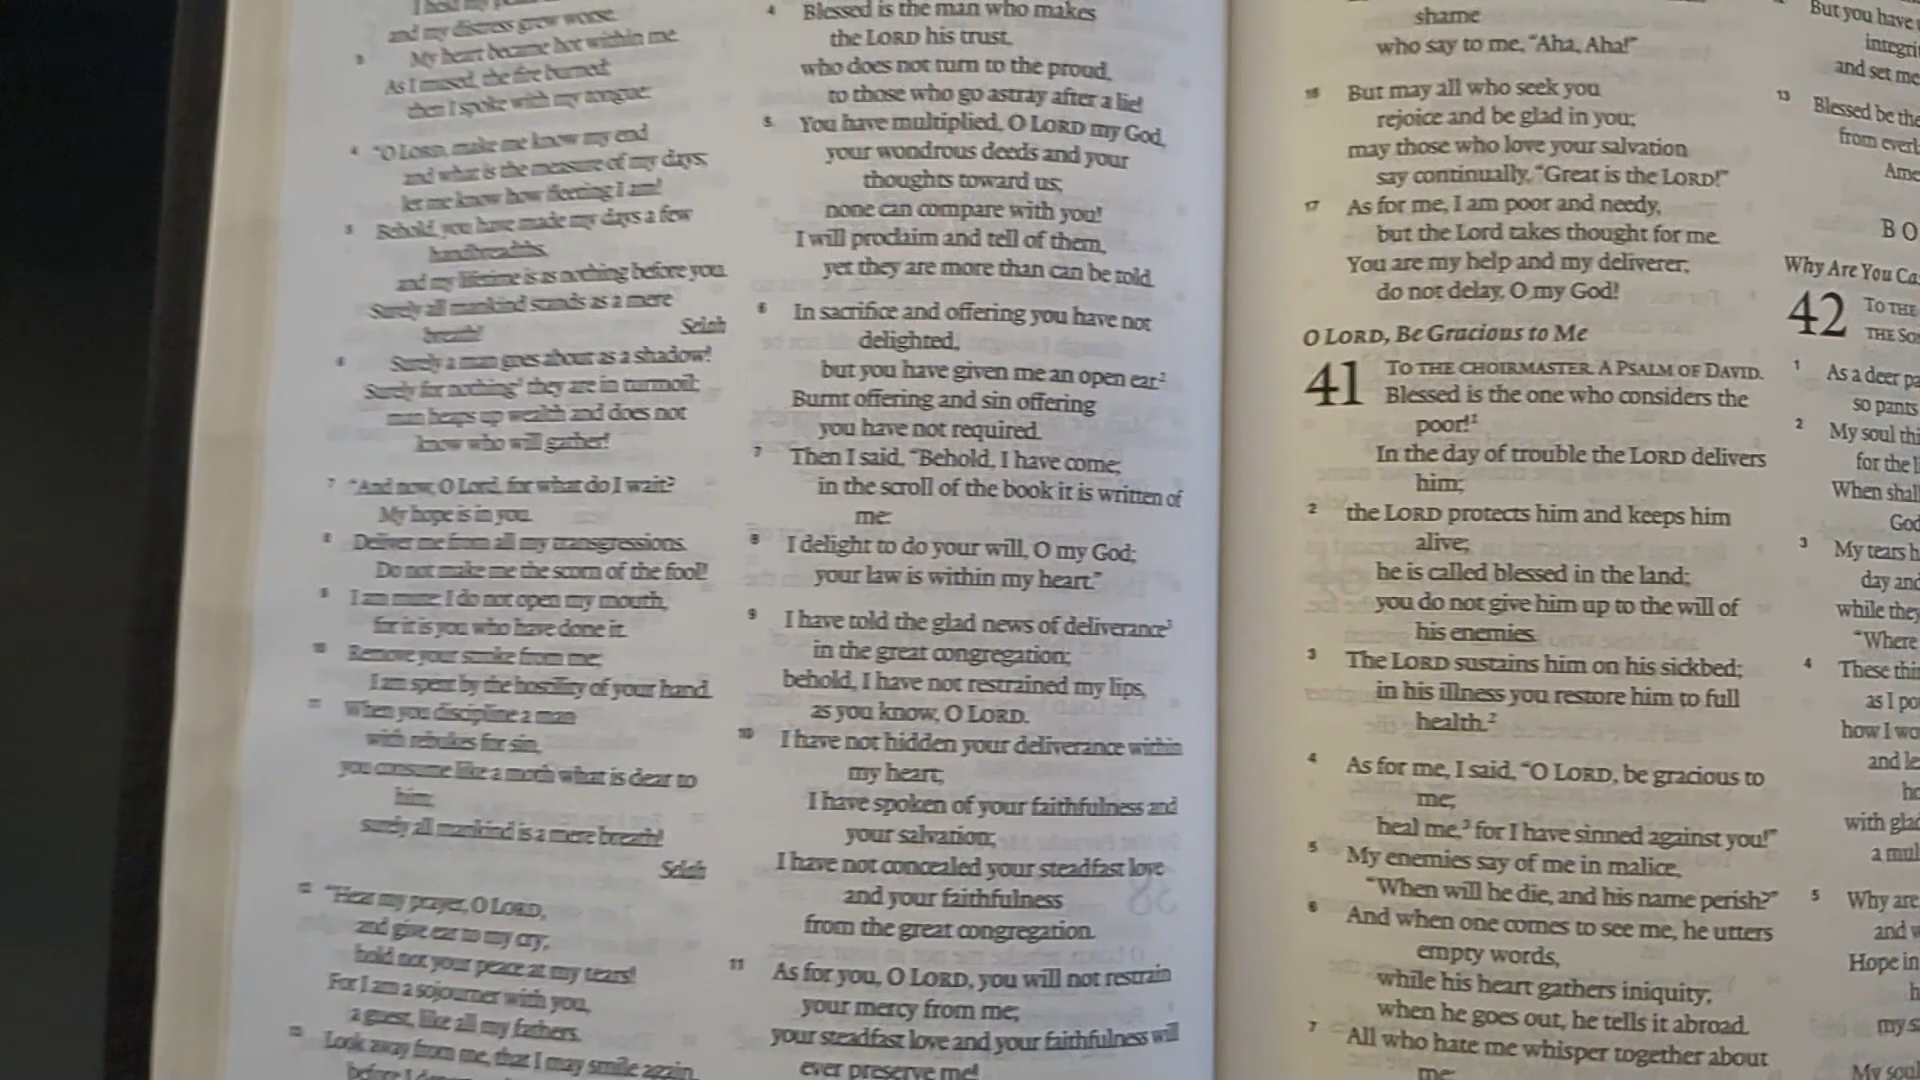 and my distress grew worse.
3 My heart became hot within me.
As I mused, the fire burned;
then I spoke with my tongue:
4 "O LORD, make me know my end
and what is the measure of my days;
let me know how fleeting I am!
5 Behold, you have made my days a few
handbreadths,
and my lifetime is as nothing before you.
Surely all mankind stands as a mere
breath! Selah
6 Surely a man goes about as a shadow!
Surely for nothing¹ they are in turmoil;
man heaps up wealth and does not
know who will gather!
7 "And now, O Lord, for what do I wait?
My hope is in you.
8 Deliver me from all my transgressions.
Do not make me the scorn of the fool!
9 I am mute; I do not open my mouth,
for it is you who have done it.
10 Remove your stroke from me;
I am spent by the hostility of your hand.
11 When you discipline a man
with rebukes for sin,
you consume like a moth what is dear to
him;
surely all mankind is a mere breath!
Selah
12 "Hear my prayer, O LORD,
and give ear to my cry;
hold not your peace at my tears!
For I am a sojourner with you,
a guest, like all my fathers.
13 Look away from me, that I may smile again,
4 Blessed is the man who makes
the LORD his trust,
who does not turn to the proud,
to those who go astray after a lie!
5 You have multiplied, O LORD my God,
your wondrous deeds and your
thoughts toward us;
none can compare with you!
I will proclaim and tell of them,
yet they are more than can be told.
6 In sacrifice and offering you have not
delighted,
but you have given me an open ear.²
Burnt offering and sin offering
you have not required.
7 Then I said, "Behold, I have come;
in the scroll of the book it is written of
me:
8 I delight to do your will, O my God;
your law is within my heart."
9 I have told the glad news of deliverance³
in the great congregation;
behold, I have not restrained my lips,
as you know, O LORD.
10 I have not hidden your deliverance within
my heart;
I have spoken of your faithfulness and
your salvation;
I have not concealed your steadfast love
and your faithfulness
from the great congregation.
11 As for you, O LORD, you will not restrain
your mercy from me;
your steadfast love and your faithfulness will
ever preserve me!
shame
who say to me, "Aha, Aha!"
16 But may all who seek you
rejoice and be glad in you;
may those who love your salvation
say continually, "Great is the LORD!"
17 As for me, I am poor and needy,
but the Lord takes thought for me.
You are my help and my deliverer;
do not delay, O my God!
O LORD, Be Gracious to Me
41 TO THE CHOIRMASTER. A PSALM OF DAVID.
Blessed is the one who considers the
poor!¹
In the day of trouble the LORD delivers
him;
2 the LORD protects him and keeps him
alive;
he is called blessed in the land;
you do not give him up to the will of
his enemies.
3 The LORD sustains him on his sickbed;
in his illness you restore him to full
health.²
4 As for me, I said, "O LORD, be gracious to
me;
heal me,³ for I have sinned against you!"
5 My enemies say of me in malice,
"When will he die, and his name perish?"
6 And when one comes to see me, he utters
empty words,
while his heart gathers iniquity;
when he goes out, he tells it abroad.
7 All who hate me whisper together about
me;
But you have
and set me
13 Blessed be the
from
BO
Why Are You
42 TO THE
THE
1 As a deer
so pants
2 My soul
for the
When shall
God
3 My tears
day and
while they
"Where
4 These
as I
how I
and
with
a
5 Why are
and
Hope in
my
My soul